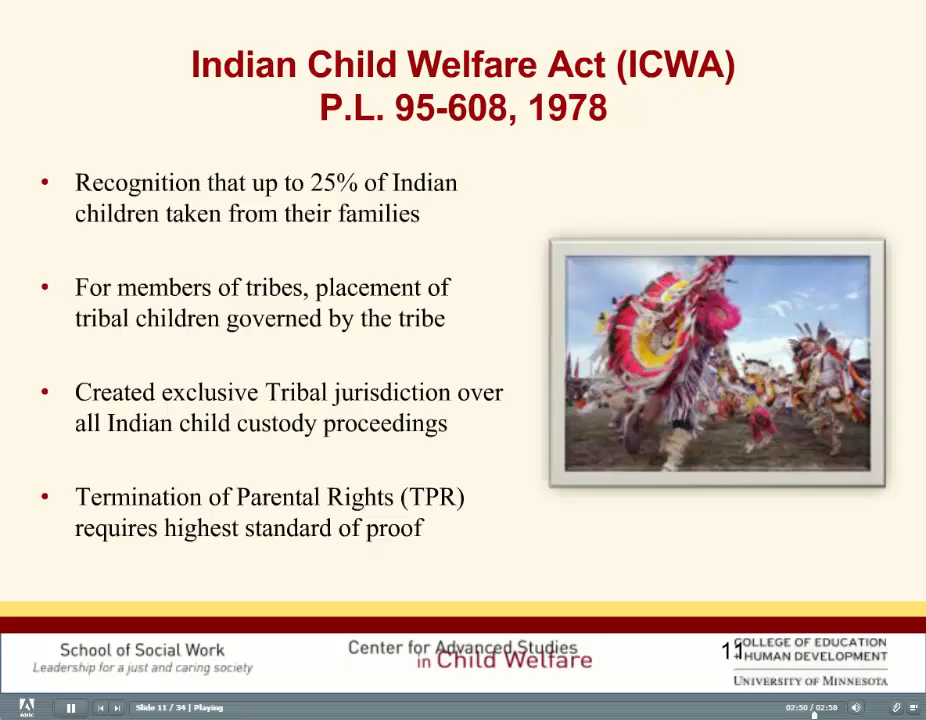 Indian Child Welfare Act (ICWA)
P.L. 95-608, 1978
• Recognition that up to 25% of Indian
children taken from their families
• For members of tribes, placement of
tribal children governed by the tribe
• Created exclusive Tribal jurisdiction over
all Indian child custody proceedings
• Termination of Parental Rights (TPR)
requires highest standard of proof
School of Social Work
Leadership for a just and caring society
Center for Advanced Studies
in Child Welfare
11
COLLEGE OF EDUCATION
+HUMAN DEVELOPMENT
UNIVERSITY OF MINNESOTA
Slide 11 / 34 | Playing
02:50 / 02:58